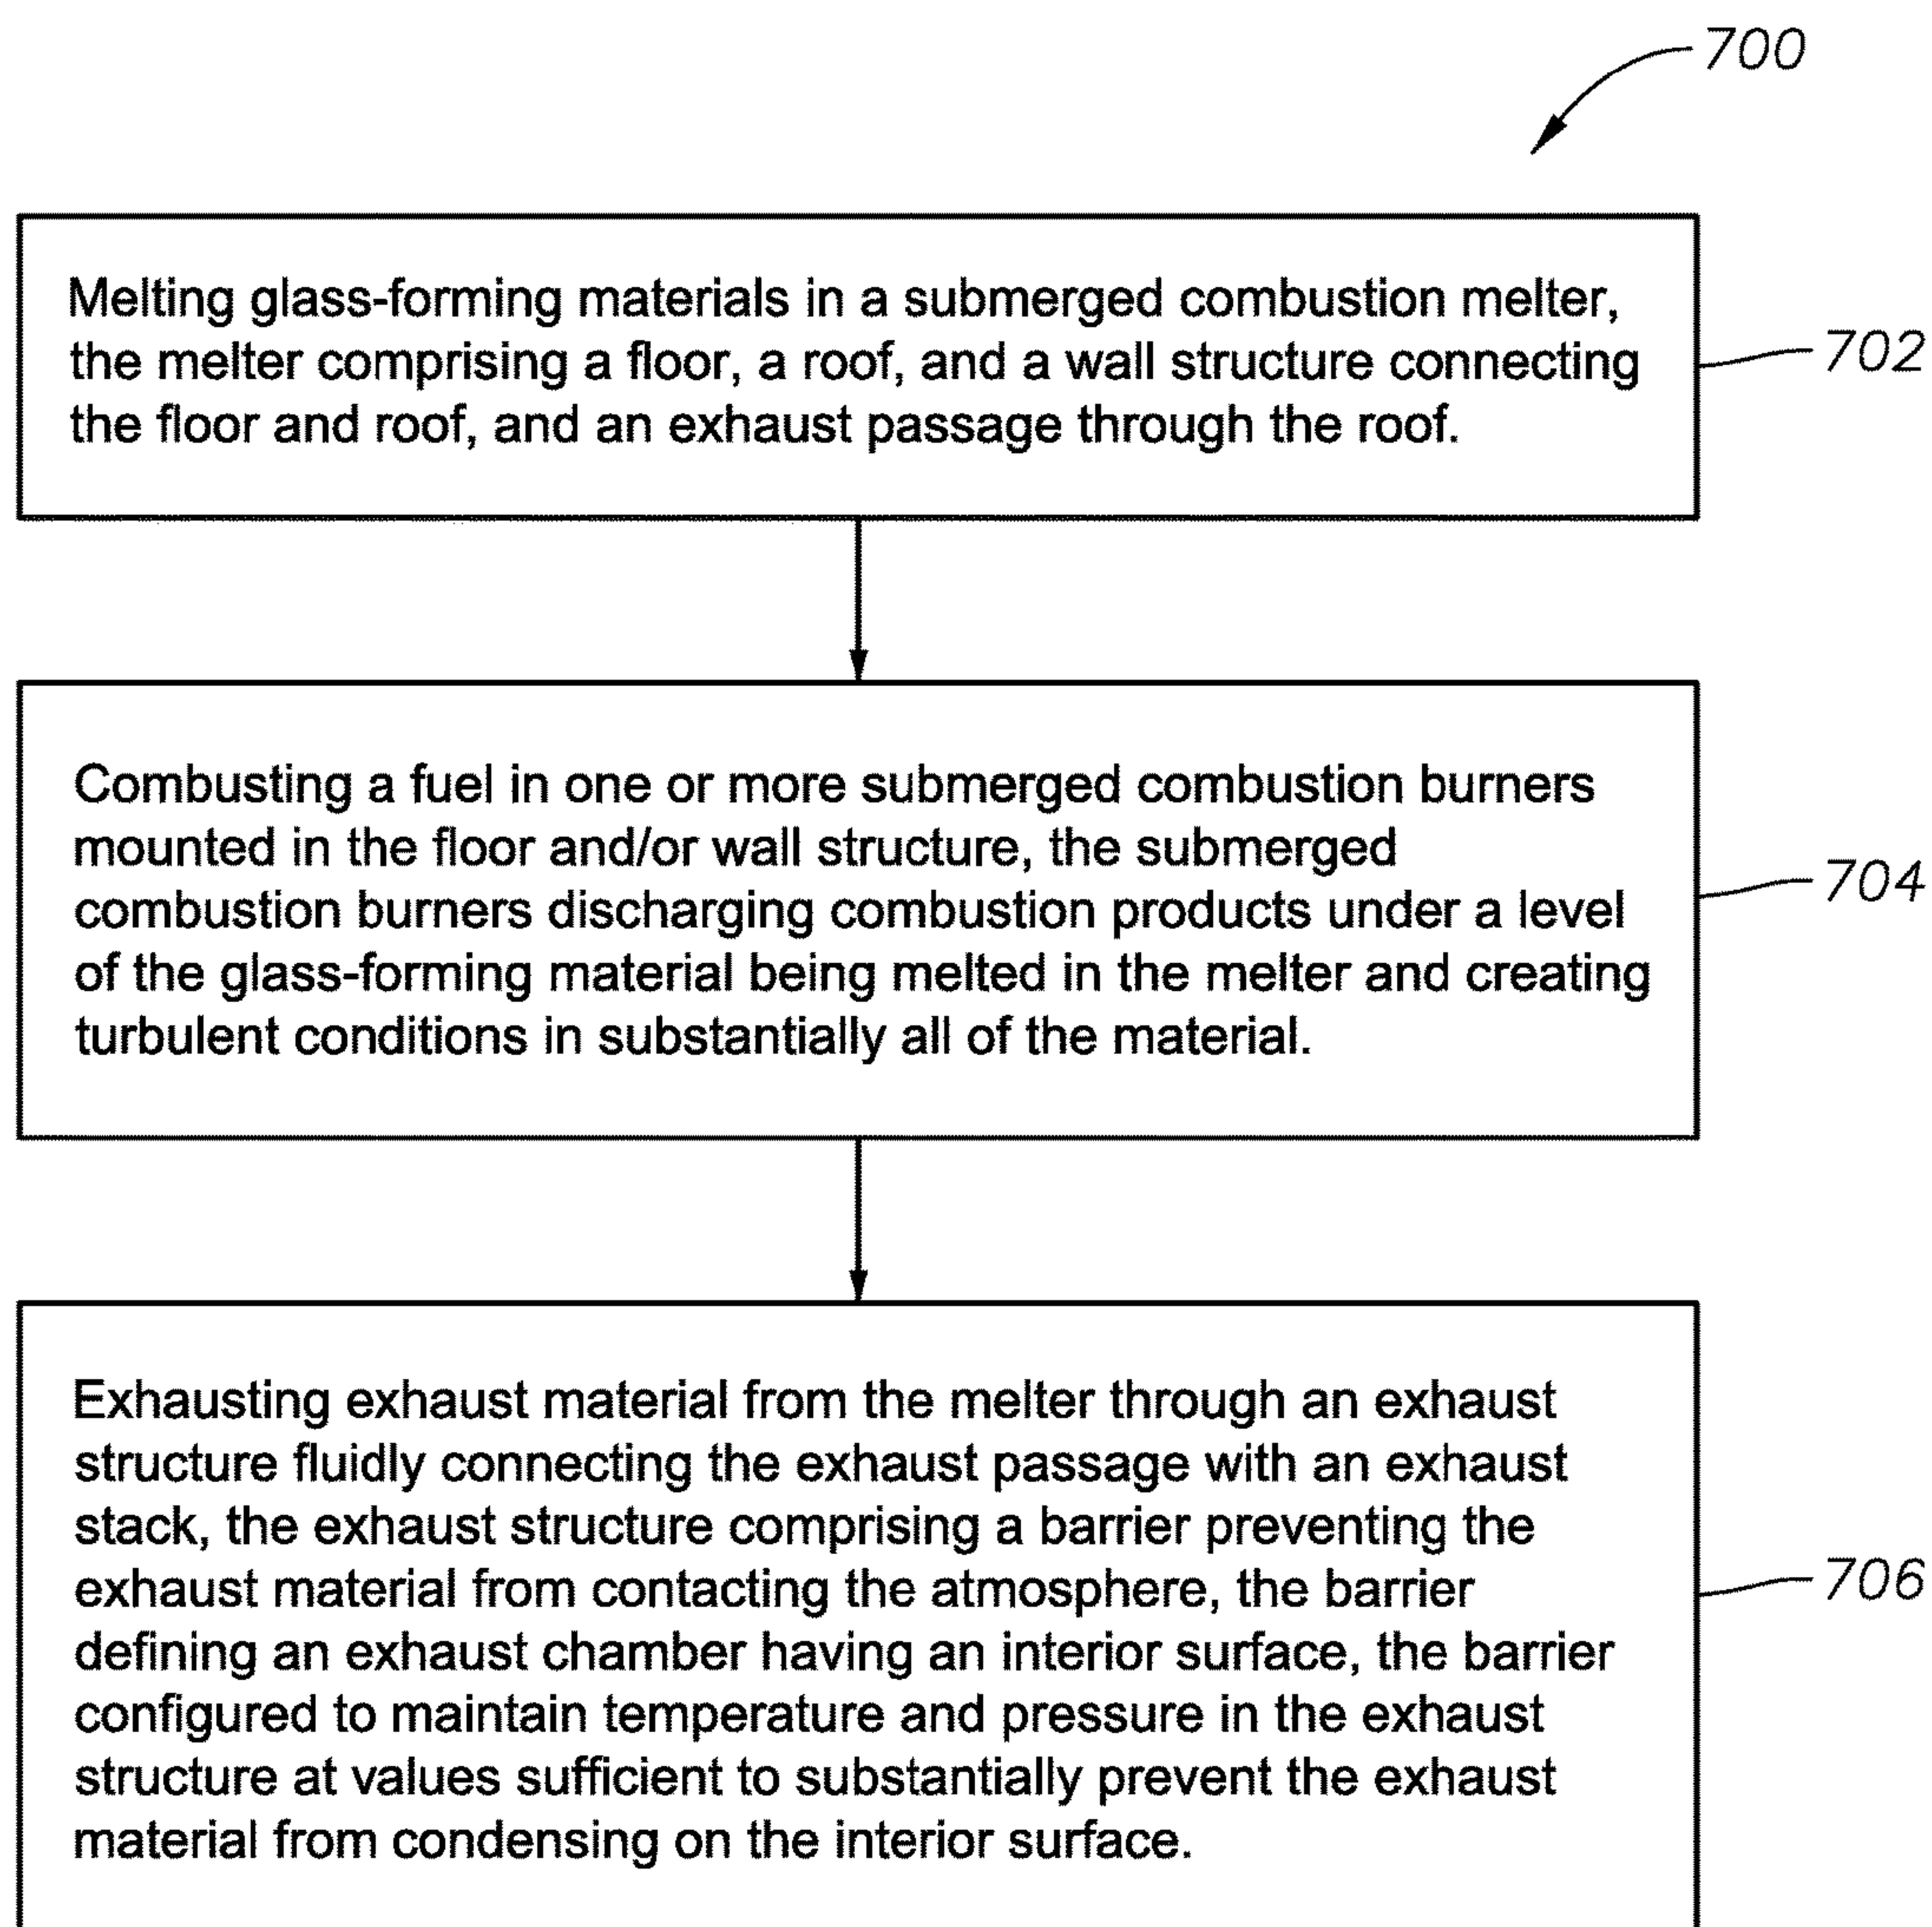 700
Melting glass-forming materials in a submerged combustion melter,
the melter comprising a floor, a roof, and a wall structure connecting
the floor and roof, and an exhaust passage through the roof.
702
Combusting a fuel in one or more submerged combustion burners
mounted in the floor and/or wall structure, the submerged
combustion burners discharging combustion products under a level
of the glass-forming material being melted in the melter and creating
turbulent conditions in substantially all of the material.
704
Exhausting exhaust material from the melter through an exhaust
structure fluidly connecting the exhaust passage with an exhaust
stack, the exhaust structure comprising a barrier preventing the
exhaust material from contacting the atmosphere, the barrier
defining an exhaust chamber having an interior surface, the barrier
configured to maintain temperature and pressure in the exhaust
structure at values sufficient to substantially prevent the exhaust
material from condensing on the interior surface.
706